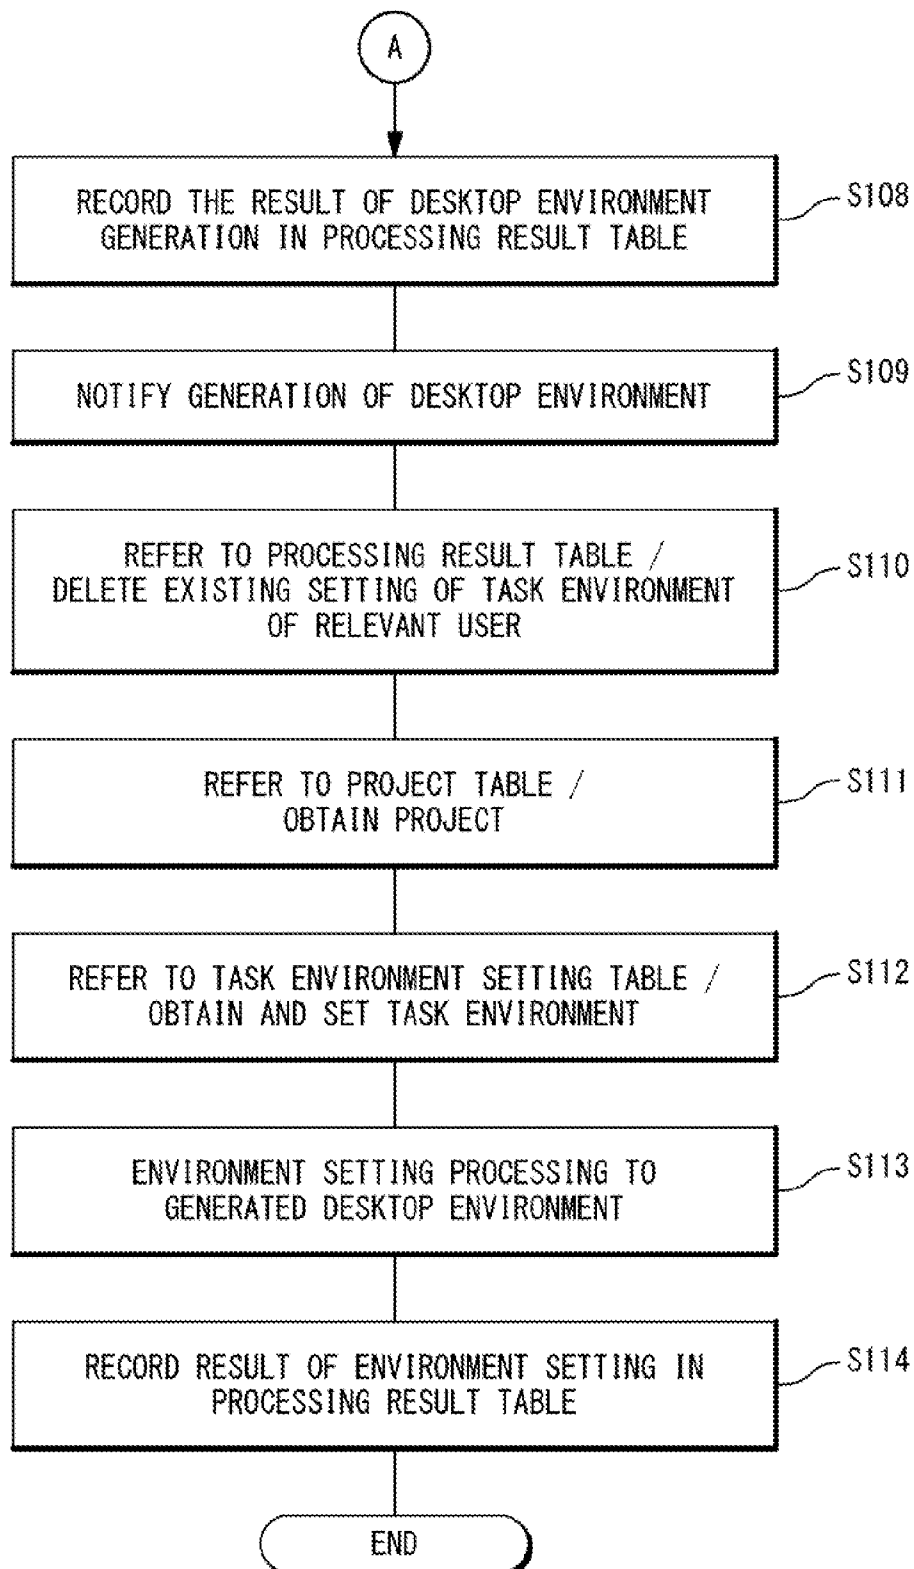 A
RECORD THE RESULT OF DESKTOP ENVIRONMENT
GENERATION IN PROCESSING RESULT TABLE
S108
NOTIFY GENERATION OF DESKTOP ENVIRONMENT
S109
REFER TO PROCESSING RESULT TABLE /
DELETE EXISTING SETTING OF TASK ENVIRONMENT
OF RELEVANT USER
S110
REFER TO PROJECT TABLE /
OBTAIN PROJECT
S111
REFER TO TASK ENVIRONMENT SETTING TABLE /
OBTAIN AND SET TASK ENVIRONMENT
S112
ENVIRONMENT SETTING PROCESSING TO
GENERATED DESKTOP ENVIRONMENT
S113
RECORD RESULT OF ENVIRONMENT SETTING IN
PROCESSING RESULT TABLE
S114
END